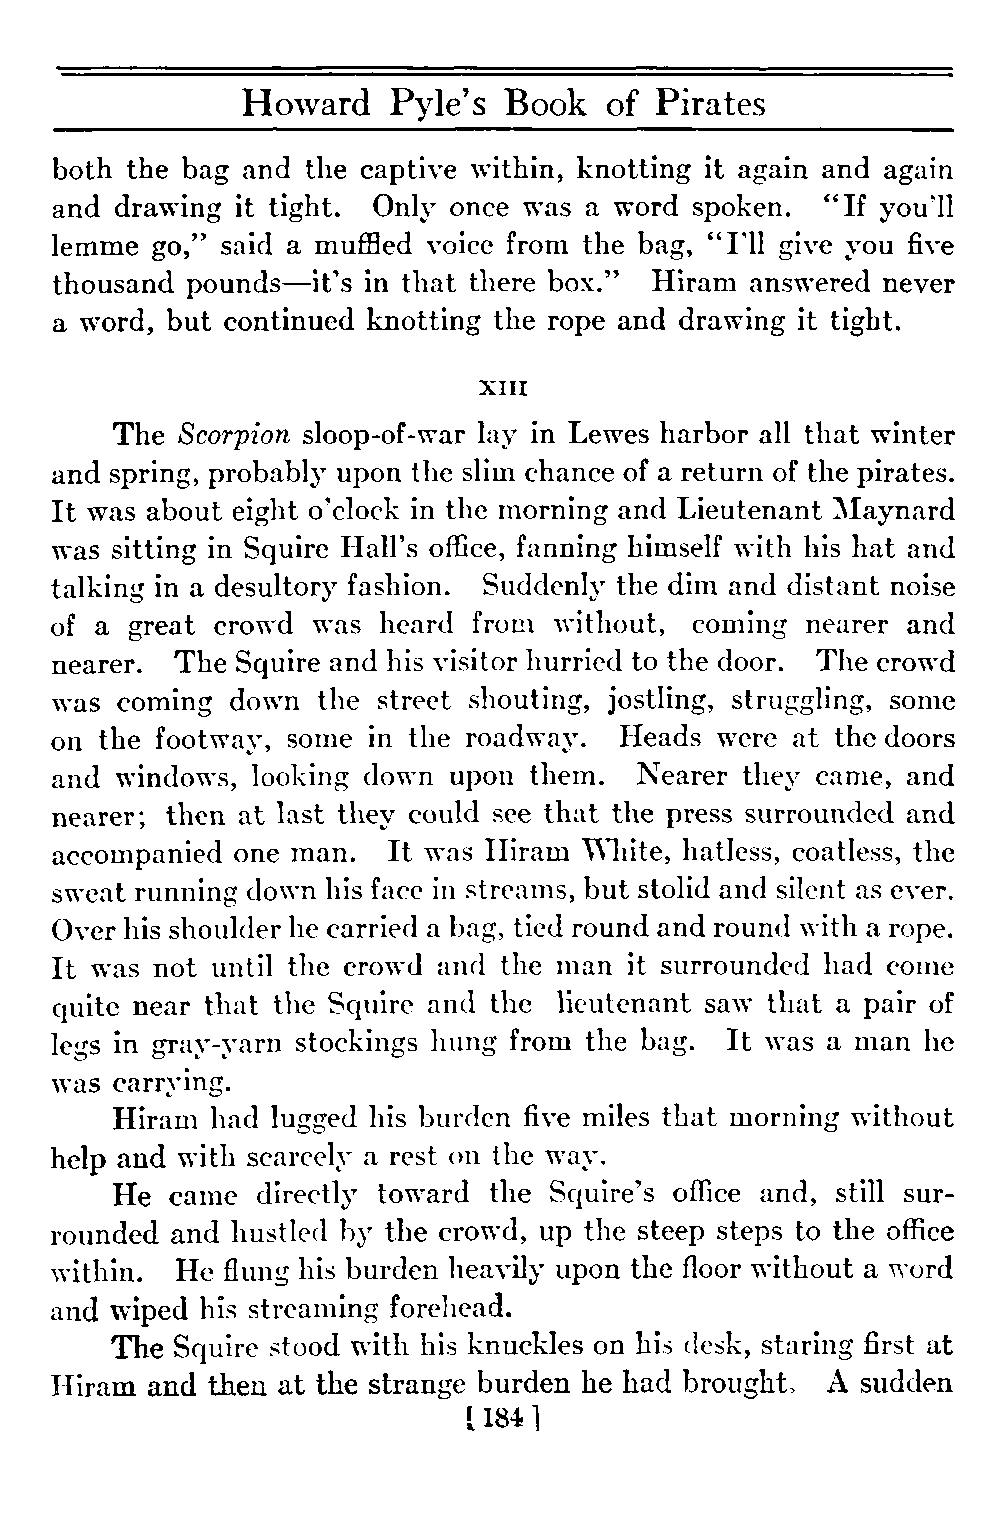 Howard Pyle's Book of Pirates
both the bag and the captive within, knotting it again and again
and drawing it tight. Only once was a word spoken. “If you'll
lemme go,” said a muffled voice from the bag, “I'll give you five
thousand pounds—it's in that there box.” Hiram answered never
a word, but continued knotting the rope and drawing it tight.
XIII
The Scorpion sloop-of-war lay in Lewes harbor all that winter
and spring, probably upon the slim chance of a return of the pirates.
It was about eight o'clock in the morning and Lieutenant Maynard
was sitting in Squire Hall's office, fanning himself with his hat and
talking in a desultory fashion. Suddenly the dim and distant noise
of a great crowd was heard from without, coming nearer and
nearer. The Squire and his visitor hurried to the door. The crowd
was coming down the street shouting, jostling, struggling, some
on the footway, some in the roadway. Heads were at the doors
and windows, looking down upon them. Nearer they came, and
nearer; then at last they could see that the press surrounded and
accompanied one man. It was Hiram White, hatless, coatless, the
sweat running down his face in streams, but stolid and silent as ever.
Over his shoulder he carried a bag, tied round and round with a rope.
It was not until the crowd and the man it surrounded had come
quite near that the Squire and the lieutenant saw that a pair of
legs in gray-yarn stockings hung from the bag. It was a man he
was carrying.
Hiram had lugged his burden five miles that morning without
help and with scarcely a rest on the way.
He came directly toward the Squire's office and, still sur-
rounded and hustled by the crowd, up the steep steps to the office
within. He flung his burden heavily upon the floor without a word
and wiped his streaming forehead.
The Squire stood with his knuckles on his desk, staring first at
Hiram and then at the strange burden he had brought. A sudden
[184]